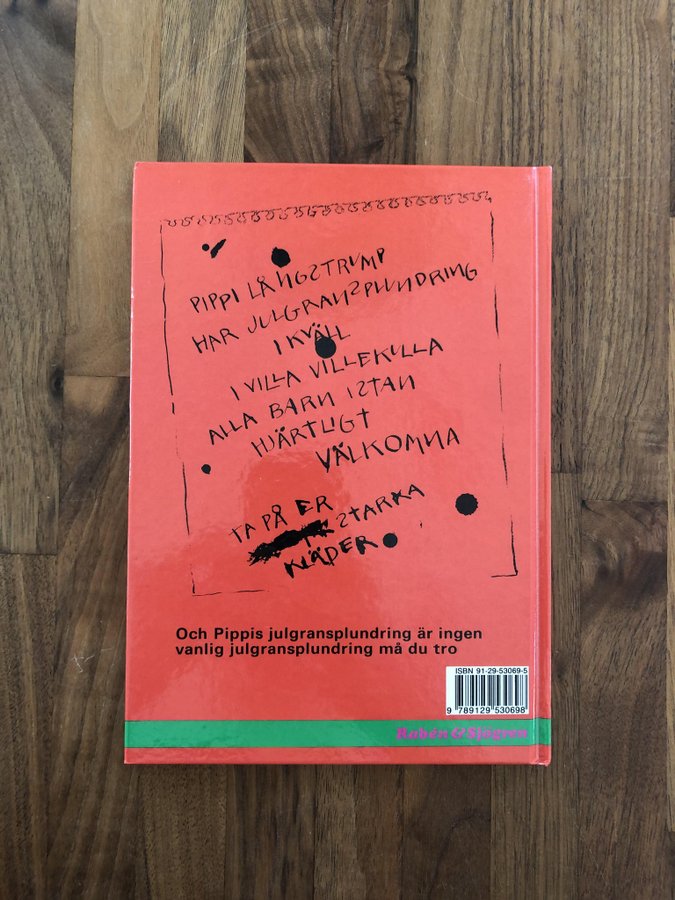 PIPPI LÅNGSTRUMP
HAR JULGRANSPLUNDRING
I KVÄLL
I VILLA VILLEKULLA
ALLA BARN ISTAN
HJÄRTLIGT
VÄLKOMNA
TA PÅ ER
STARKA
KLÄDER
Och Pippis julgransplundring är ingen
vanlig julgransplundring må du tro
ISBN 91-29-53069-5
9 789129 530698
Rabén & Sjögren